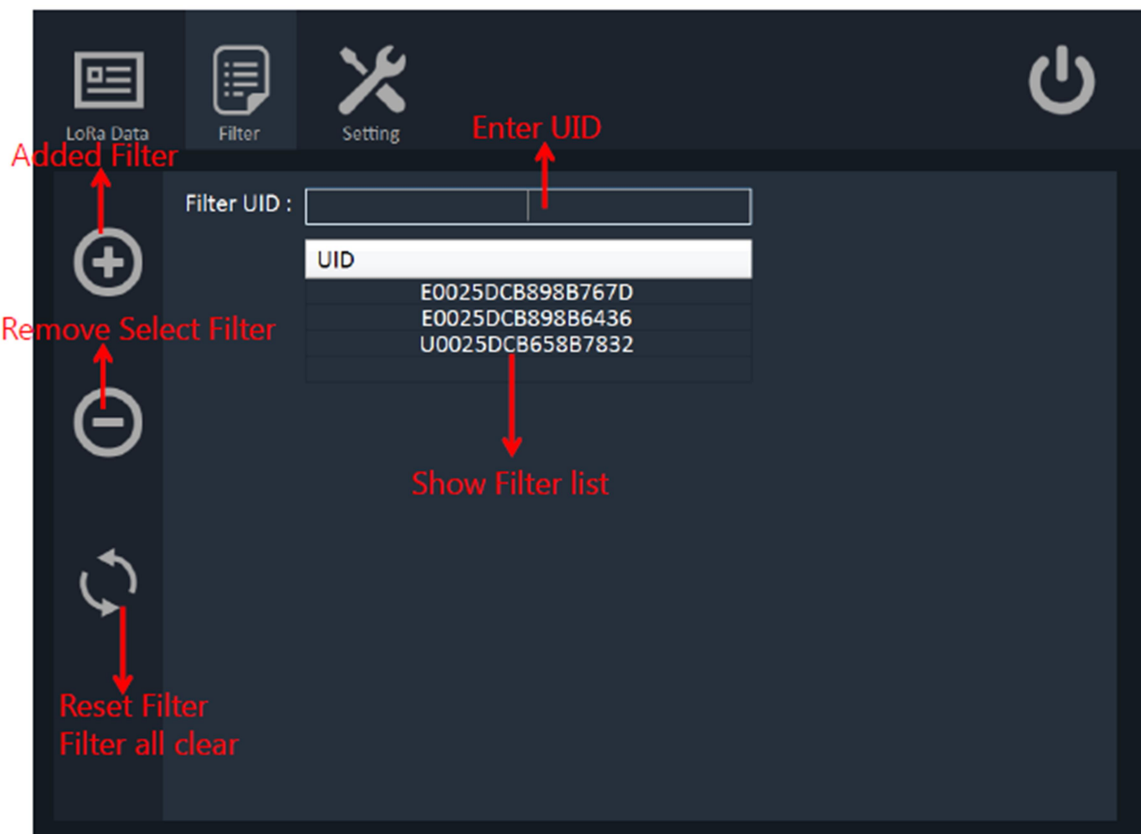 LoRa Data
Filter
Setting
Enter UID
Added Filter
Filter UID :
UID
E0025DCB898B767D
E0025DCB898B6436
Remove Select Filter
U0025DCB658B7832
Show Filter list
Reset Filter
Filter all clear